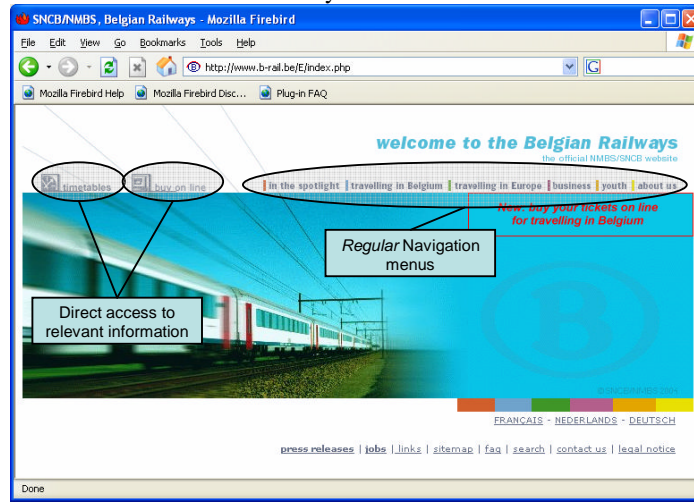 SNCB/NMBS, Belgian Railways - Mozilla Firebird
File Edit View Go Bookmarks Tools Help
http://www.b-rail.be/E/index.php
G
Mozilla Firebird Help Mozilla Firebird Disc... Plug-in FAQ
welcome to the Belgian Railways
the official NMBS/SNCB website
timetables buy on line in the spotlight travelling in Belgium travelling in Europe business youth about us
New: buy your tickets on line
for travelling in Belgium
Regular Navigation
menus
Direct access to
relevant information
B
©SNCB/NMBS 2006
FRANÇAIS - NEDERLANDS - DEUTSCH
press releases | jobs | links | sitemap | faq | search | contact us | legal notice
Done